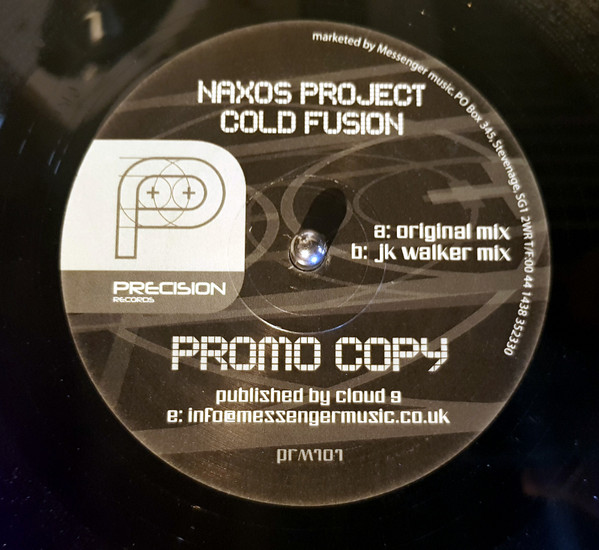 marketed by Messenger music, PO Box 345, Stevenage, SG1 2WR T/F:00 44 1438 352330
NAXOS PROJECT
COLD FUSION
a: original mix
b: jk walker mix
P
PRECISION
RECORDS
PROMO COPY
published by cloud 9
e: info@messengermusic.co.uk
prm101